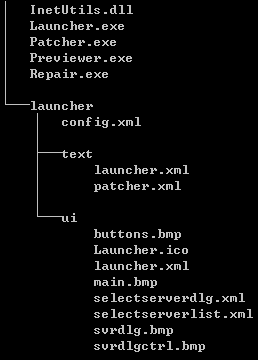 InetUtils.dll
Launcher.exe
Patcher.exe
Previewer.exe
Repair.exe
launcher
config.xml
text
launcher.xml
patcher.xml
ui
buttons.bmp
Launcher.ico
launcher.xml
main.bmp
selectserverdlg.xml
selectserverlist.xml
svrdlg.bmp
svrdlgctrl.bmp